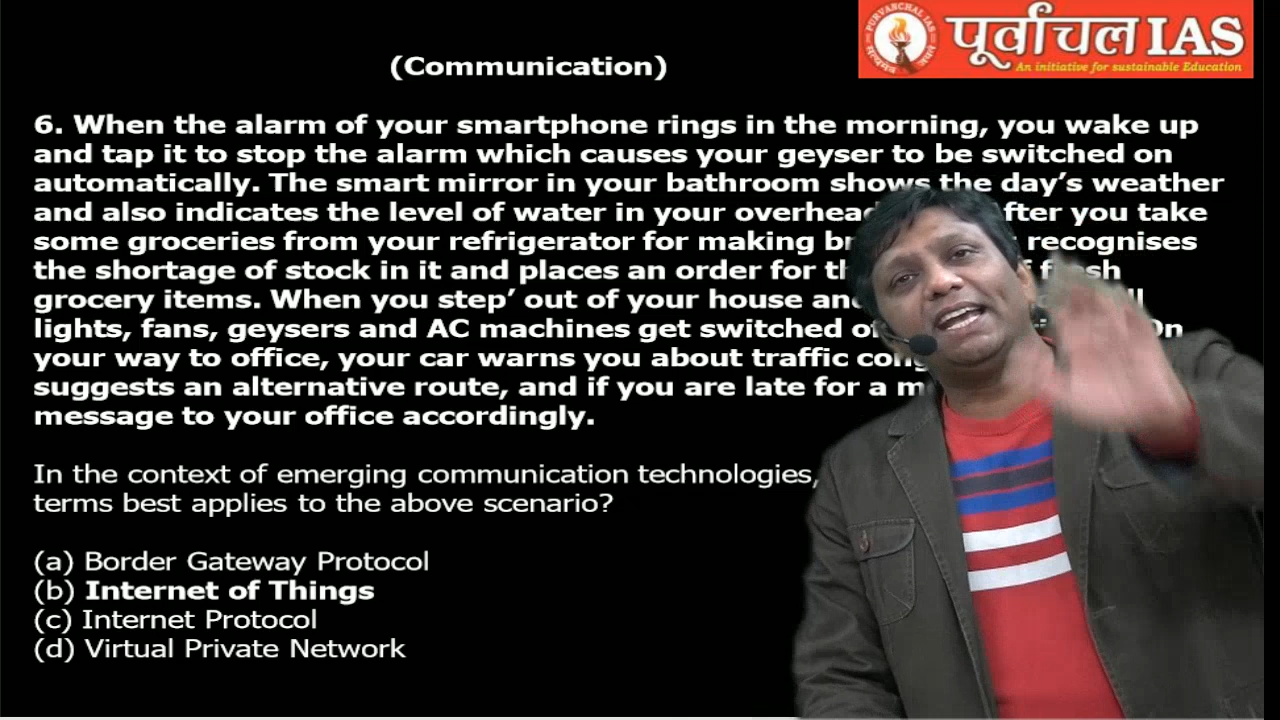 PURVANCHAL IAS
पूर्वांचल IAS
An initiative for sustainable Education
(Communication)
6. When the alarm of your smartphone rings in the morning, you wake up
and tap it to stop the alarm which causes your geyser to be switched on
automatically. The smart mirror in your bathroom shows the day’s weather
and also indicates the level of water in your overhead After you take
some groceries from your refrigerator for making recognises
the shortage of stock in it and places an order for fresh
grocery items. When you step’ out of your house and
lights, fans, geysers and AC machines get switched On
your way to office, your car warns you about traffic
suggests an alternative route, and if you are late for a
message to your office accordingly.
In the context of emerging communication technologies,
terms best applies to the above scenario?
(a) Border Gateway Protocol
(b) Internet of Things
(c) Internet Protocol
(d) Virtual Private Network